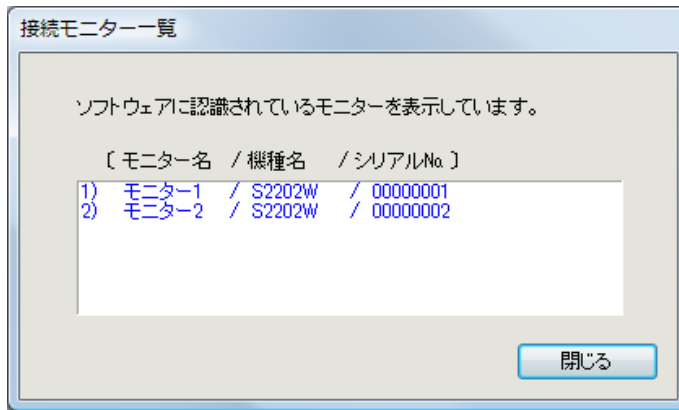 接続モニター一覧
ソフトウェアに認識されているモニターを表示しています。
〔 モニター名 / 機種名 / シリアル№ 〕
1) モニター1 / S2202W / 00000001
2) モニター2 / S2202W / 00000002
閉じる